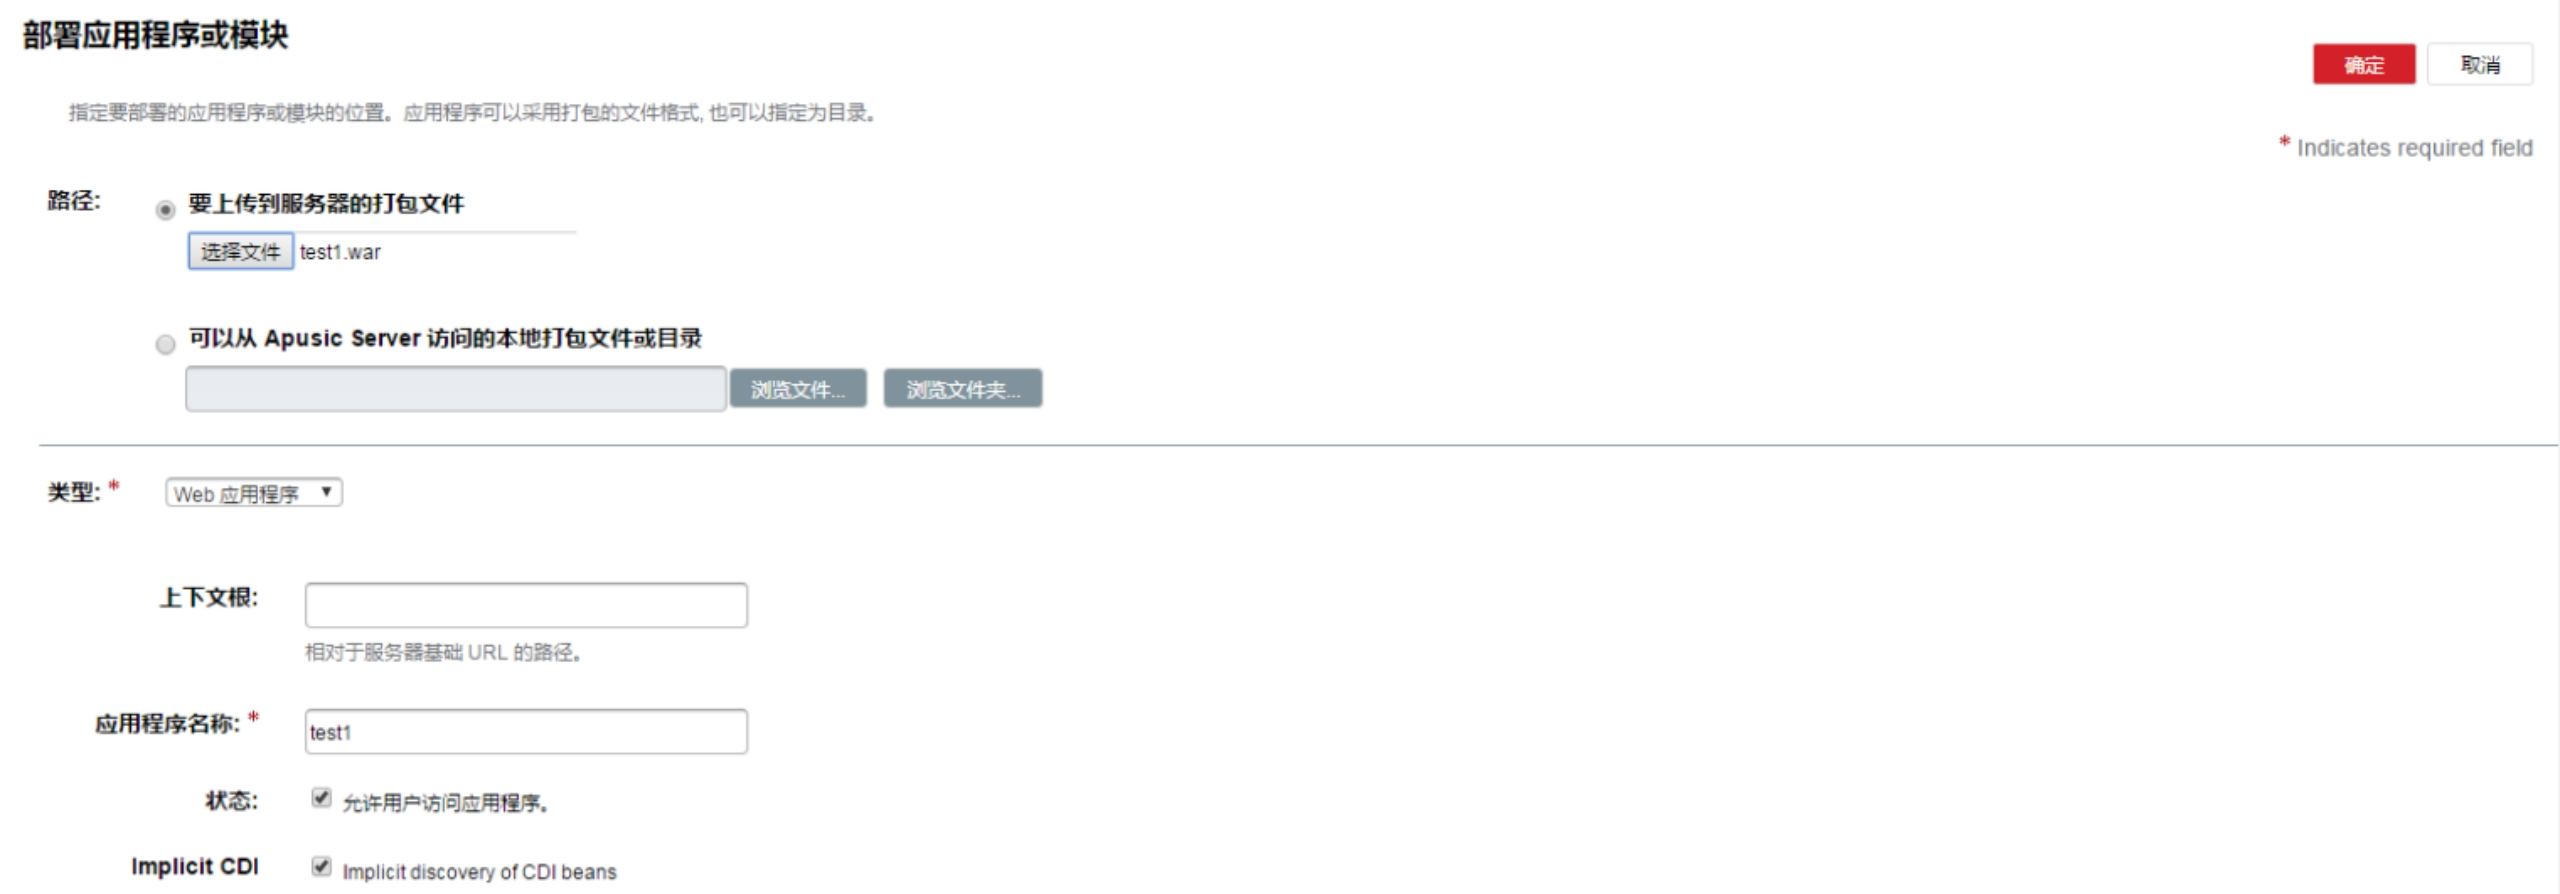 部署应用程序或模块
确定 取消
指定要部署的应用程序或模块的位置。应用程序可以采用打包的文件格式, 也可以指定为目录。
* Indicates required field
路径: 要上传到服务器的打包文件
选择文件 test1.war
可以从 Apusic Server 访问的本地打包文件或目录
浏览文件... 浏览文件夹...
类型: * Web 应用程序
上下文根:
相对于服务器基础 URL 的路径。
应用程序名称: * test1
状态: 允许用户访问应用程序。
Implicit CDI Implicit discovery of CDI beans